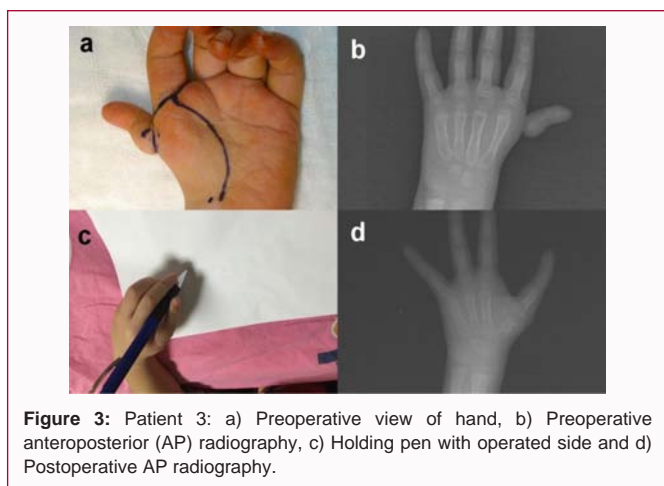 a
b
c
d
Figure 3: Patient 3: a) Preoperative view of hand, b) Preoperative
anteroposterior (AP) radiography, c) Holding pen with operated side and d)
Postoperative AP radiography.